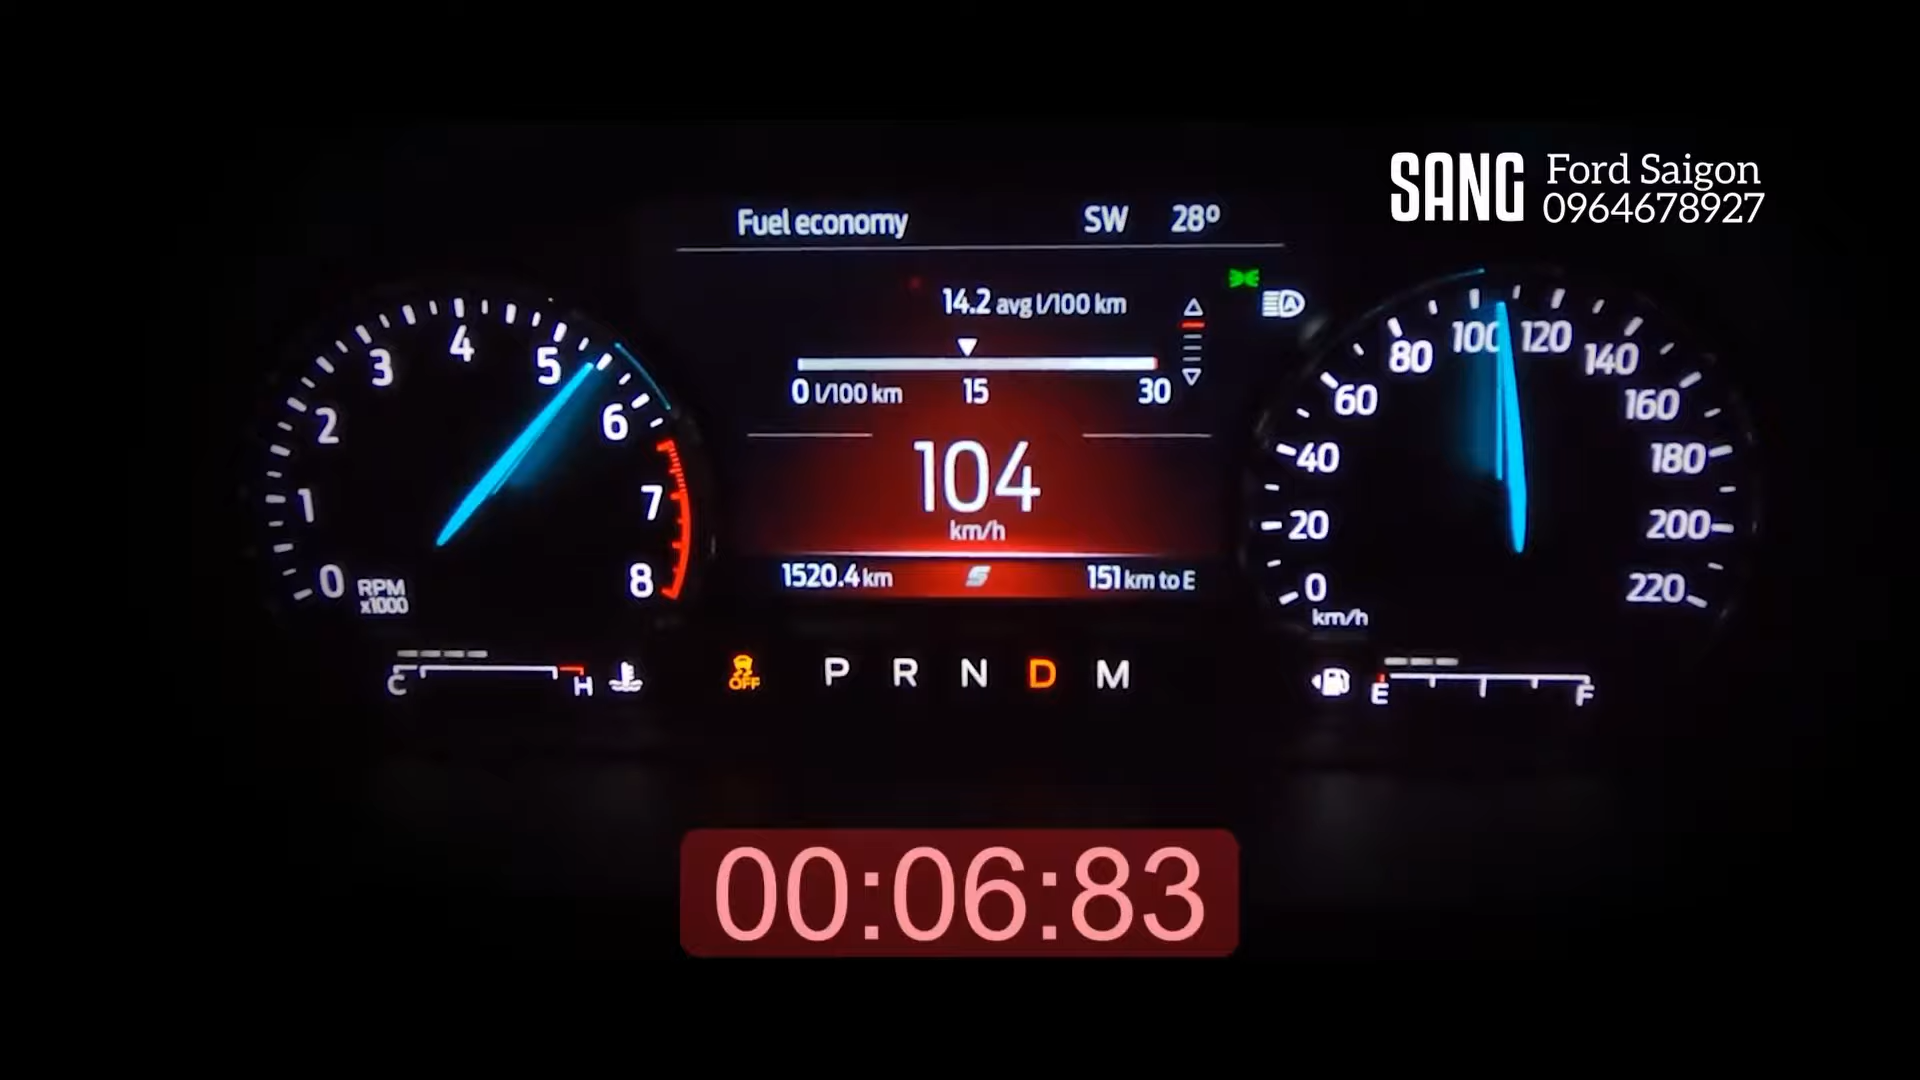 SANG Ford Saigon
0964678927
Fuel economy SW 28º
14.2 avg l/100 km
0 l/100 km 15 30
104
km/h
1520.4 km S 151 km to E
0 1 2 3 4 5 6 7 8
RPM
x1000
0 20 40 60 80 100 120 140 160 180 200 220
km/h
C H
OFF P R N D M
E F
A
00:06:83